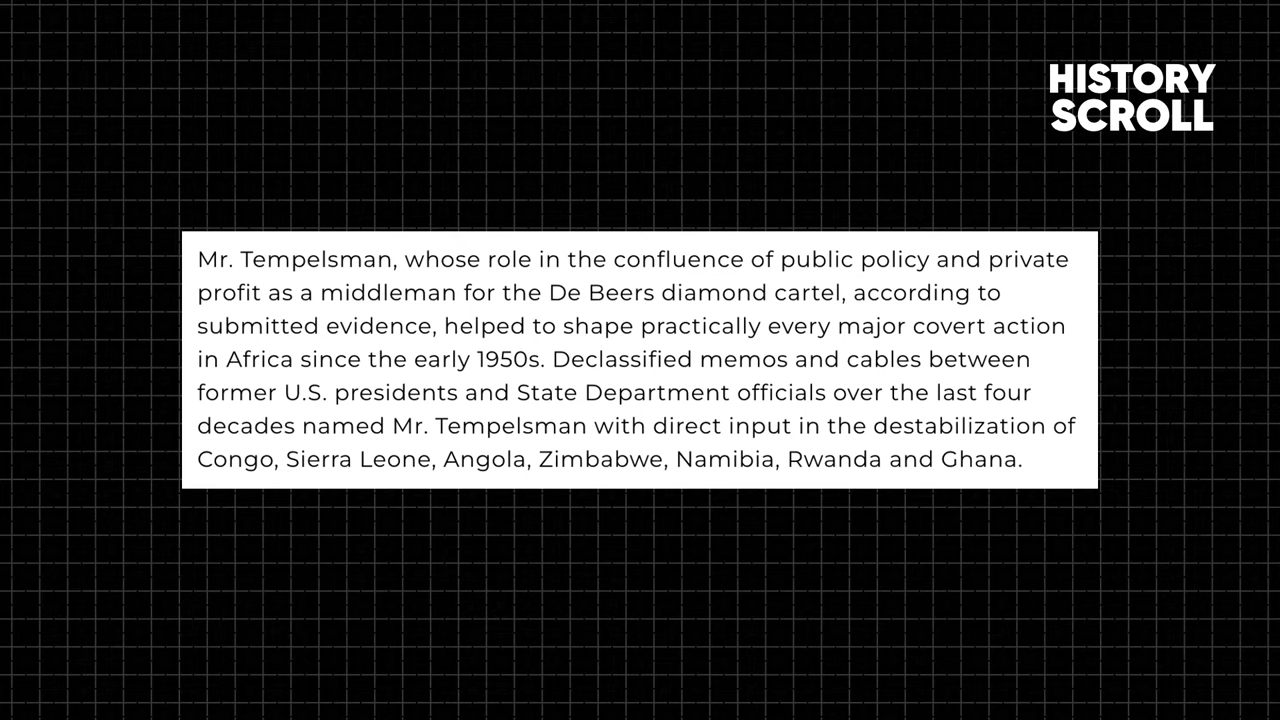 HISTORY
SCROLL
Mr. Tempelsman, whose role in the confluence of public policy and private
profit as a middleman for the De Beers diamond cartel, according to
submitted evidence, helped to shape practically every major covert action
in Africa since the early 1950s. Declassified memos and cables between
former U.S. presidents and State Department officials over the last four
decades named Mr. Tempelsman with direct input in the destabilization of
Congo, Sierra Leone, Angola, Zimbabwe, Namibia, Rwanda and Ghana.